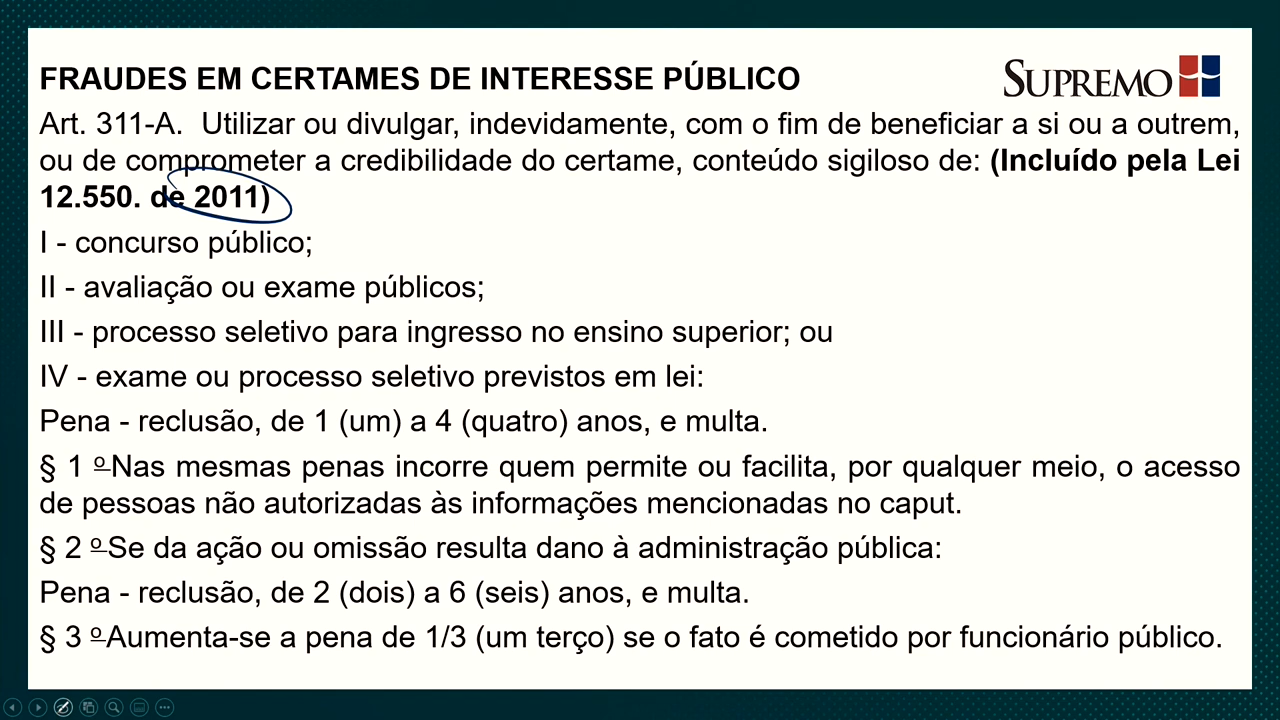 FRAUDES EM CERTAMES DE INTERESSE PÚBLICO
SUPREMO
Art. 311-A. Utilizar ou divulgar, indevidamente, com o fim de beneficiar a si ou a outrem,
ou de comprometer a credibilidade do certame, conteúdo sigiloso de: (Incluído pela Lei
12.550. de 2011)
I - concurso público;
II - avaliação ou exame públicos;
III - processo seletivo para ingresso no ensino superior; ou
IV - exame ou processo seletivo previstos em lei:
Pena - reclusão, de 1 (um) a 4 (quatro) anos, e multa.
§ 1 º Nas mesmas penas incorre quem permite ou facilita, por qualquer meio, o acesso
de pessoas não autorizadas às informações mencionadas no caput.
§ 2 º Se da ação ou omissão resulta dano à administração pública:
Pena - reclusão, de 2 (dois) a 6 (seis) anos, e multa.
§ 3 º Aumenta-se a pena de 1/3 (um terço) se o fato é cometido por funcionário público.